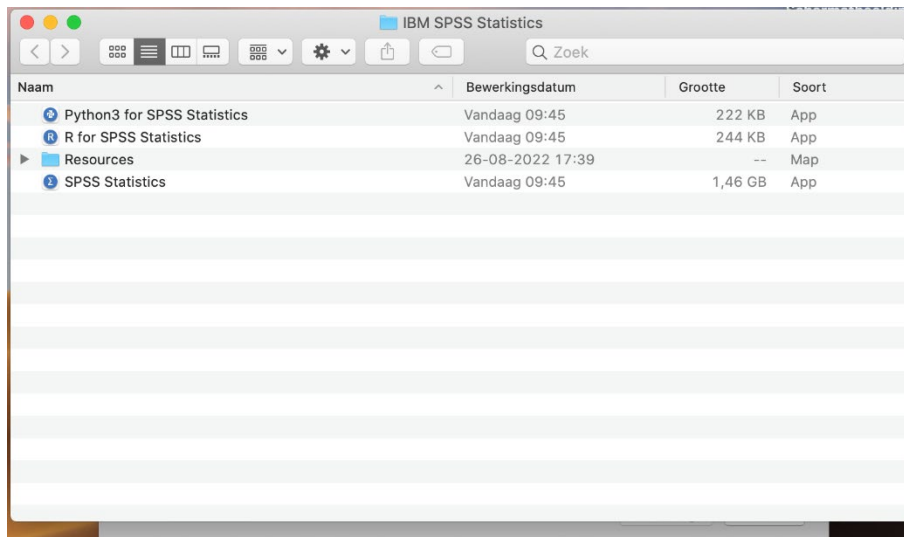 IBM SPSS Statistics
Zoek
Naam Bewerkingsdatum Grootte Soort
Python3 for SPSS Statistics Vandaag 09:45 222 KB App
R for SPSS Statistics Vandaag 09:45 244 KB App
Resources 26-08-2022 17:39 -- Map
SPSS Statistics Vandaag 09:45 1,46 GB App